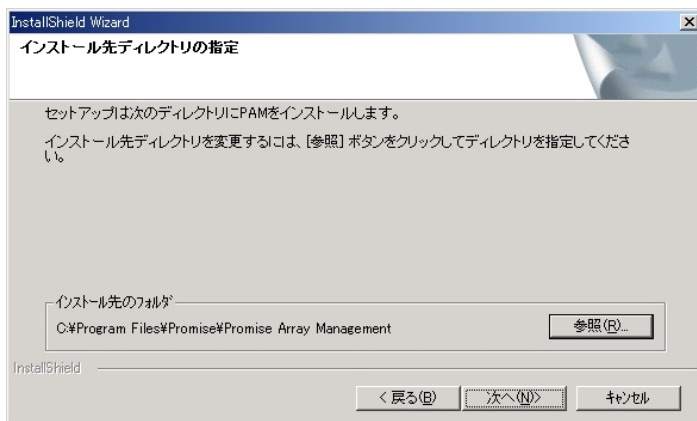 InstallShield Wizard
インストール先ディレクトリの指定
セットアップは次のディレクトリにPAMをインストールします。
インストール先ディレクトリを変更するには、[参照] ボタンをクリックしてディレクトリを指定してくださ
い。
インストール先のフォルダ
C:¥Program Files¥Promise¥Promise Array Management
参照(R)...
InstallShield
< 戻る(B)
次へ(N)>
キャンセル